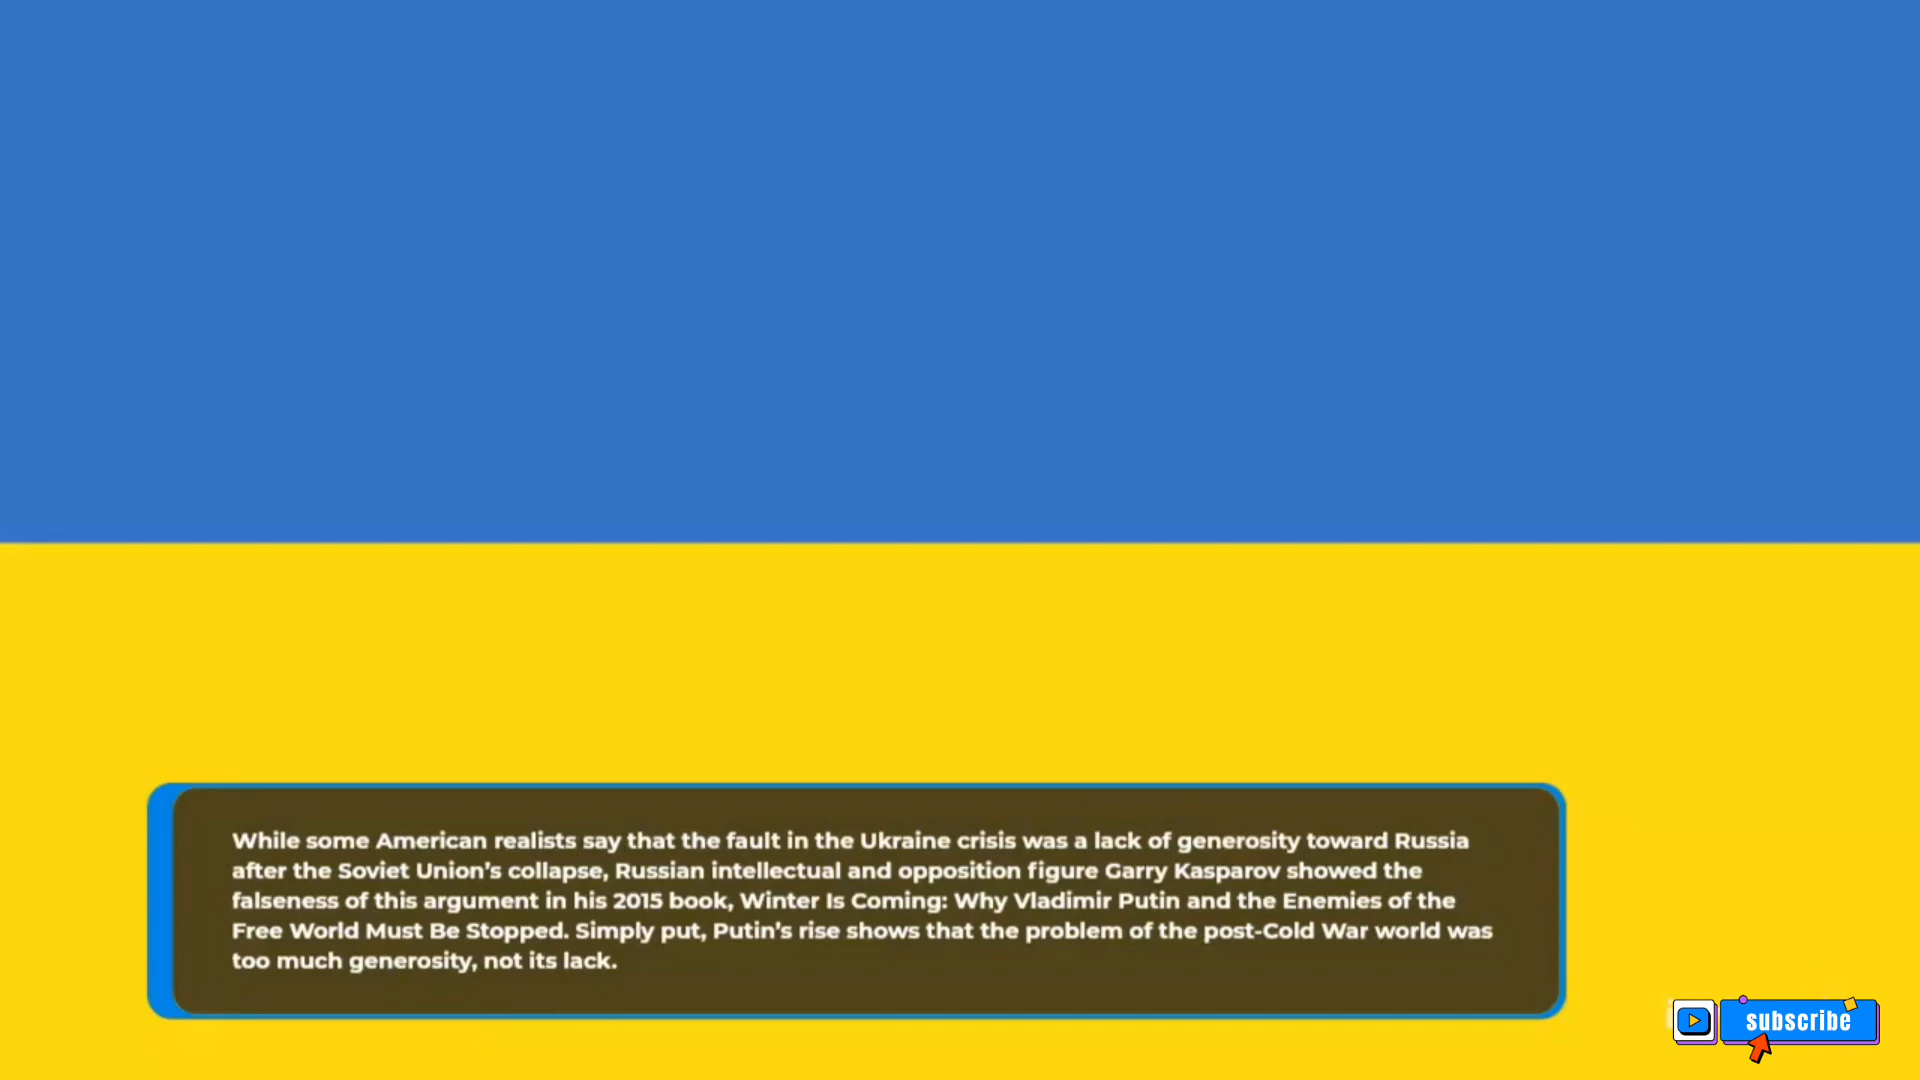 While some American realists say that the fault in the Ukraine crisis was a lack of generosity toward Russia
after the Soviet Union’s collapse, Russian intellectual and opposition figure Garry Kasparov showed the
falseness of this argument in his 2015 book, Winter Is Coming: Why Vladimir Putin and the Enemies of the
Free World Must Be Stopped. Simply put, Putin’s rise shows that the problem of the post-Cold War world was
too much generosity, not its lack.
subscribe